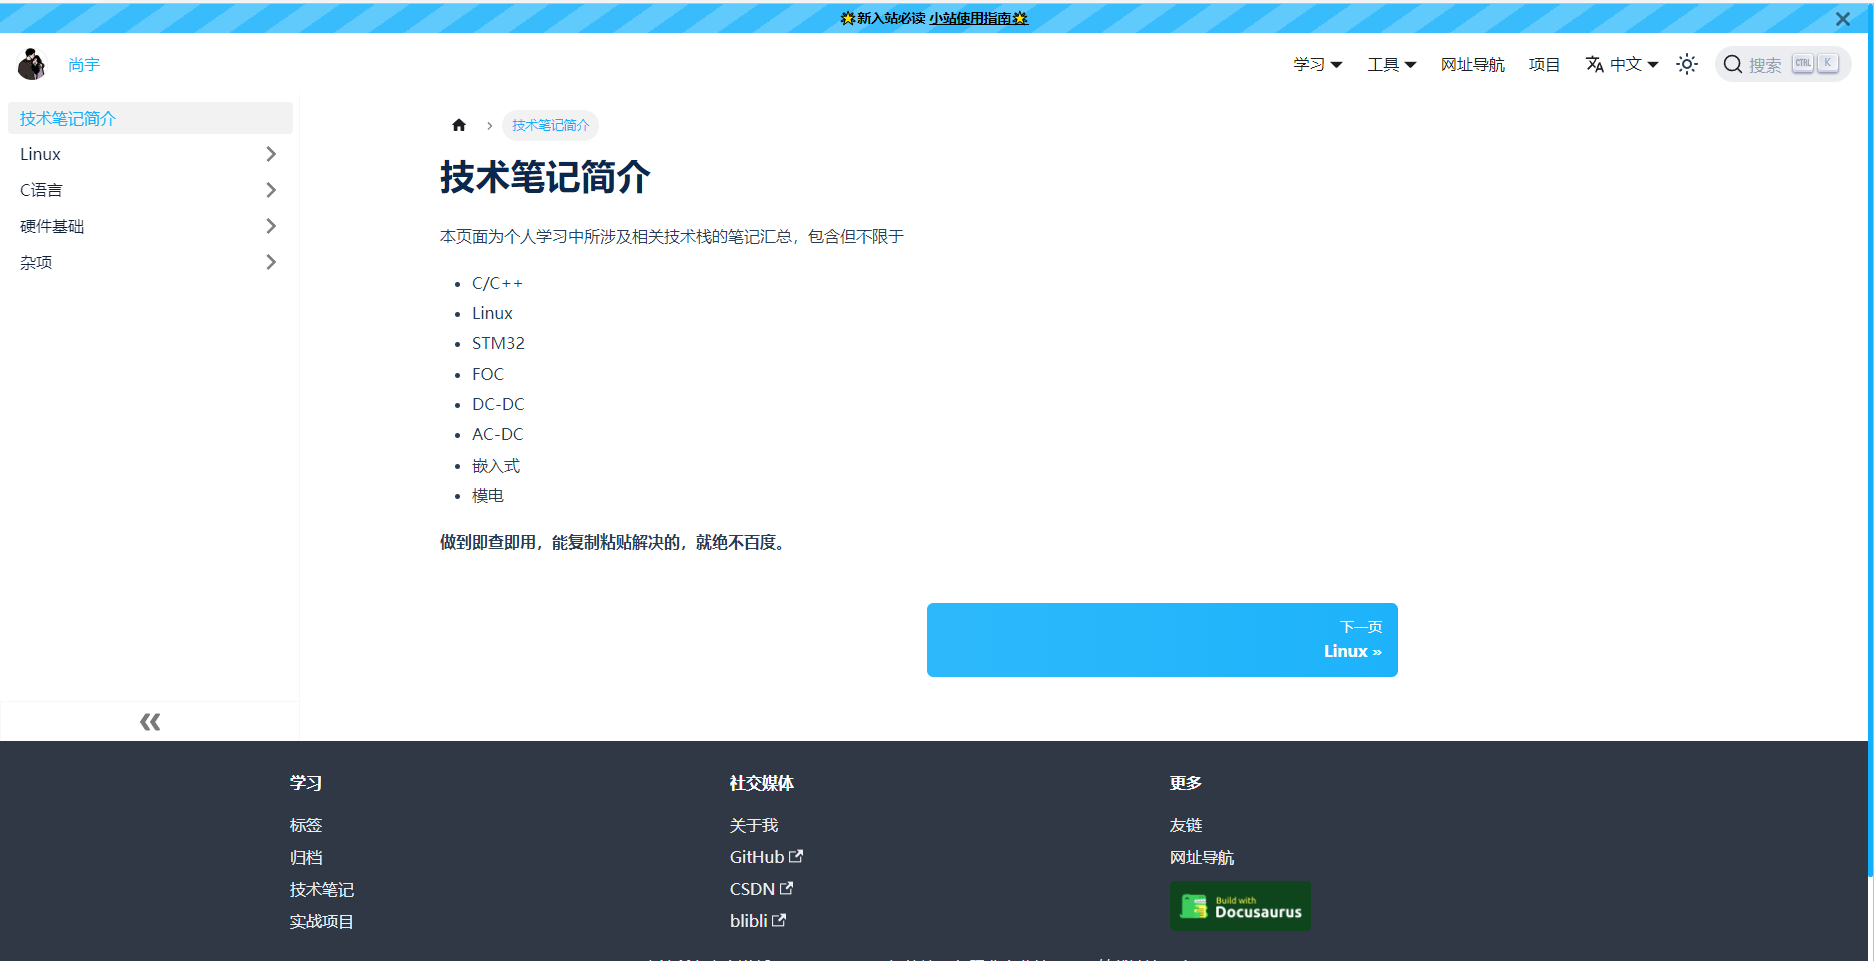 🌟新入站必读 小站使用指南🌟
尚宇
学习 工具 网址导航 项目 中文 搜索 CTRL K
技术笔记简介
Linux
C语言
硬件基础
杂项
技术笔记简介
技术笔记简介
本页面为个人学习中所涉及相关技术栈的笔记汇总，包含但不限于
C/C++
Linux
STM32
FOC
DC-DC
AC-DC
嵌入式
模电
做到即查即用，能复制粘贴解决的，就绝不百度。
下一页
Linux »
学习
标签
归档
技术笔记
实战项目
社交媒体
关于我
GitHub
CSDN
blibli
更多
友链
网址导航
Build with
Docusaurus